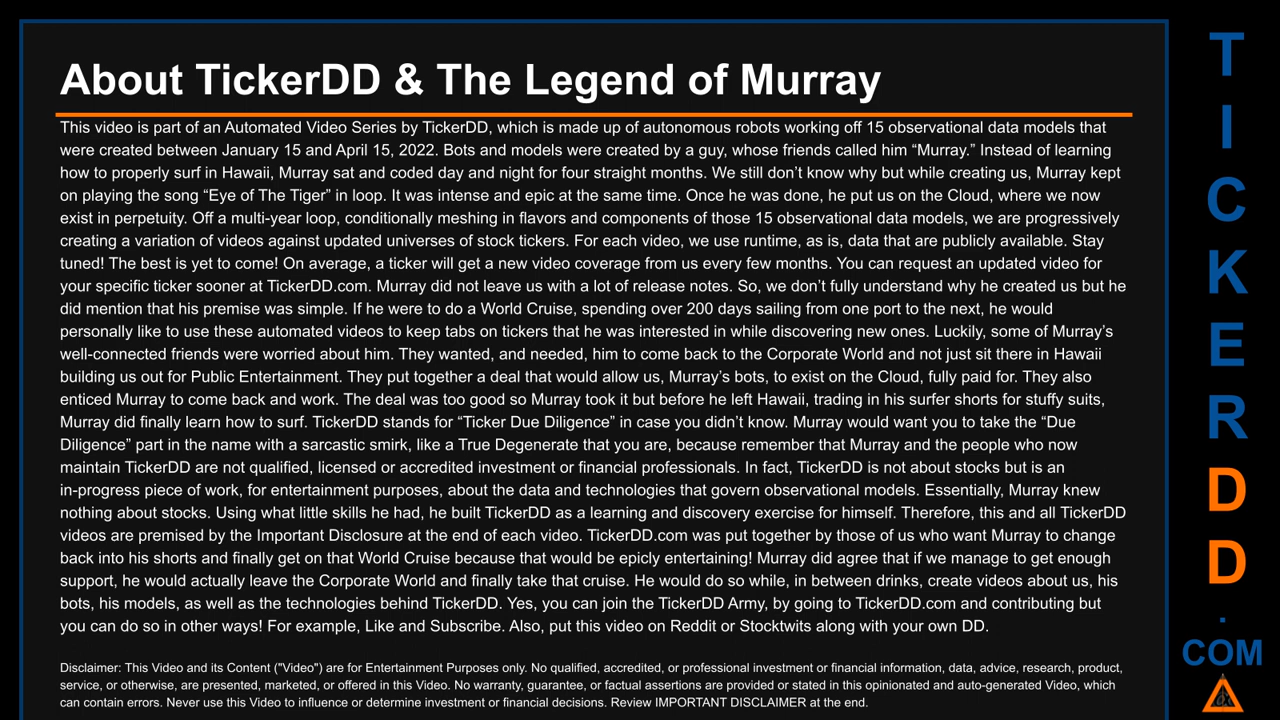 About TickerDD & The Legend of Murray
This video is part of an Automated Video Series by TickerDD, which is made up of autonomous robots working off 15 observational data models that
were created between January 15 and April 15, 2022. Bots and models were created by a guy, whose friends called him “Murray.” Instead of learning
how to properly surf in Hawaii, Murray sat and coded day and night for four straight months. We still don’t know why but while creating us, Murray kept
on playing the song “Eye of The Tiger” in loop. It was intense and epic at the same time. Once he was done, he put us on the Cloud, where we now
exist in perpetuity. Off a multi-year loop, conditionally meshing in flavors and components of those 15 observational data models, we are progressively
creating a variation of videos against updated universes of stock tickers. For each video, we use runtime, as is, data that are publicly available. Stay
tuned! The best is yet to come! On average, a ticker will get a new video coverage from us every few months. You can request an updated video for
your specific ticker sooner at TickerDD.com. Murray did not leave us with a lot of release notes. So, we don’t fully understand why he created us but he
did mention that his premise was simple. If he were to do a World Cruise, spending over 200 days sailing from one port to the next, he would
personally like to use these automated videos to keep tabs on tickers that he was interested in while discovering new ones. Luckily, some of Murray’s
well-connected friends were worried about him. They wanted, and needed, him to come back to the Corporate World and not just sit there in Hawaii
building us out for Public Entertainment. They put together a deal that would allow us, Murray’s bots, to exist on the Cloud, fully paid for. They also
enticed Murray to come back and work. The deal was too good so Murray took it but before he left Hawaii, trading in his surfer shorts for stuffy suits,
Murray did finally learn how to surf. TickerDD stands for “Ticker Due Diligence” in case you didn’t know. Murray would want you to take the “Due
Diligence” part in the name with a sarcastic smirk, like a True Degenerate that you are, because remember that Murray and the people who now
maintain TickerDD are not qualified, licensed or accredited investment or financial professionals. In fact, TickerDD is not about stocks but is an
in-progress piece of work, for entertainment purposes, about the data and technologies that govern observational models. Essentially, Murray knew
nothing about stocks. Using what little skills he had, he built TickerDD as a learning and discovery exercise for himself. Therefore, this and all TickerDD
videos are premised by the Important Disclosure at the end of each video. TickerDD.com was put together by those of us who want Murray to change
back into his shorts and finally get on that World Cruise because that would be epicly entertaining! Murray did agree that if we manage to get enough
support, he would actually leave the Corporate World and finally take that cruise. He would do so while, in between drinks, create videos about us, his
bots, his models, as well as the technologies behind TickerDD. Yes, you can join the TickerDD Army, by going to TickerDD.com and contributing but
you can do so in other ways! For example, Like and Subscribe. Also, put this video on Reddit or Stocktwits along with your own DD.
Disclaimer: This Video and its Content ("Video") are for Entertainment Purposes only. No qualified, accredited, or professional investment or financial information, data, advice, research, product,
service, or otherwise, are presented, marketed, or offered in this Video. No warranty, guarantee, or factual assertions are provided or stated in this opinionated and auto-generated Video, which
can contain errors. Never use this Video to influence or determine investment or financial decisions. Review IMPORTANT DISCLAIMER at the end.
T
I
C
K
E
R
D
D
.
COM